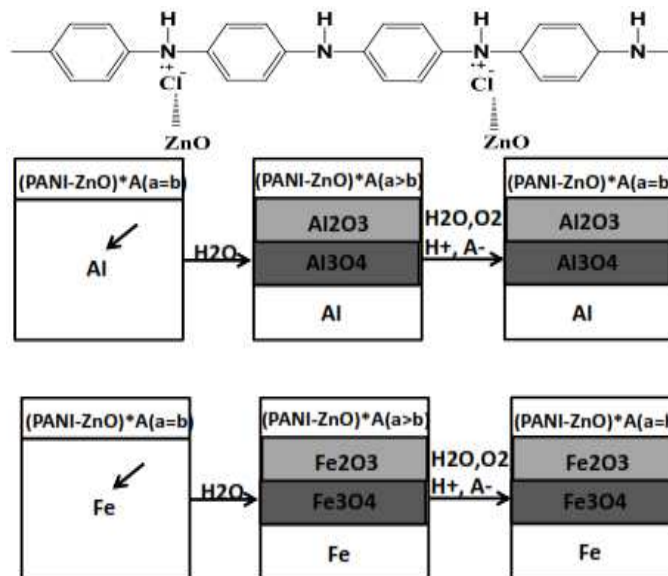 H H H H
N N N N
·+ ·+
Cl- Cl-
ZnO ZnO
(PANI-ZnO)*A(a=b) (PANI-ZnO)*A(a>b) (PANI-ZnO)*A(a=b)
Al2O3 H2O,O2 Al2O3
Al H2O Al3O4 H+, A- Al3O4
Al Al
(PANI-ZnO)*A(a=b) (PANI-ZnO)*A(a>b) (PANI-ZnO)*A(a=b
Fe2O3 H2O,O2 Fe2O3
Fe H2O Fe3O4 H+, A- Fe3O4
Fe Fe